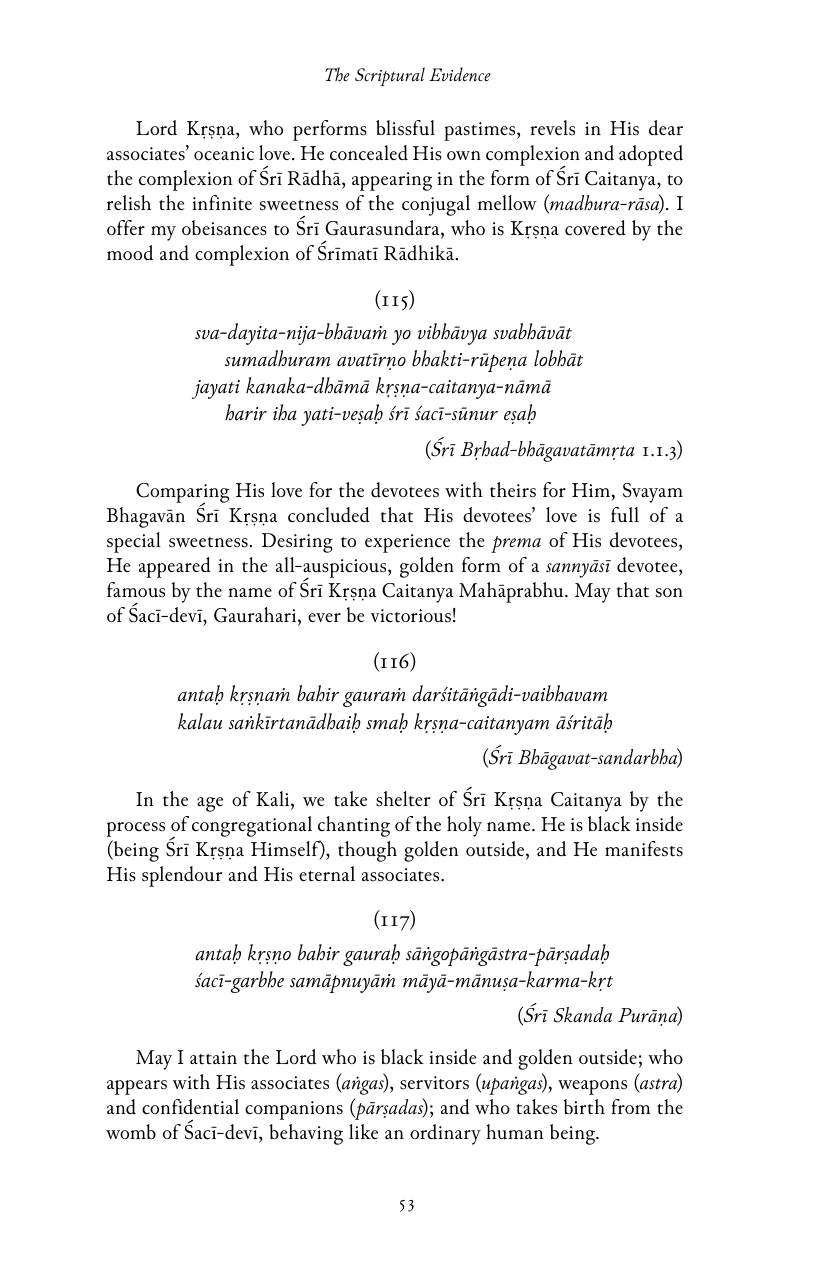 The Scriptural Evidence
Lord Kṛṣṇa, who performs blissful pastimes, revels in His dear
associates’ oceanic love. He concealed His own complexion and adopted
the complexion of Śrī Rādhā, appearing in the form of Śrī Caitanya, to
relish the infinite sweetness of the conjugal mellow (madhura-rāsa). I
offer my obeisances to Śrī Gaurasundara, who is Kṛṣṇa covered by the
mood and complexion of Śrīmatī Rādhikā.
(115)
sva-dayita-nija-bhāvaṁ yo vibhāvya svabhāvāt
sumadhuram avatīrṇo bhakti-rūpeṇa lobhāt
jayati kanaka-dhāmā kṛṣṇa-caitanya-nāmā
harir iha yati-veṣaḥ śrī śacī-sūnur eṣaḥ
(Śrī Bṛhad-bhāgavatāmṛta 1.1.3)
Comparing His love for the devotees with theirs for Him, Svayam
Bhagavān Śrī Kṛṣṇa concluded that His devotees’ love is full of a
special sweetness. Desiring to experience the prema of His devotees,
He appeared in the all-auspicious, golden form of a sannyāsī devotee,
famous by the name of Śrī Kṛṣṇa Caitanya Mahāprabhu. May that son
of Śacī-devī, Gaurahari, ever be victorious!
(116)
antaḥ kṛṣṇaṁ bahir gauraṁ darśitāṅgādi-vaibhavam
kalau saṅkīrtanādhaiḥ smaḥ kṛṣṇa-caitanyam āśritāḥ
(Śrī Bhāgavat-sandarbha)
In the age of Kali, we take shelter of Śrī Kṛṣṇa Caitanya by the
process of congregational chanting of the holy name. He is black inside
(being Śrī Kṛṣṇa Himself), though golden outside, and He manifests
His splendour and His eternal associates.
(117)
antaḥ kṛṣṇo bahir gauraḥ sāṅgopāṅgāstra-pārṣadaḥ
śacī-garbhe samāpnuyāṁ māyā-mānuṣa-karma-kṛt
(Śrī Skanda Purāṇa)
May I attain the Lord who is black inside and golden outside; who
appears with His associates (aṅgas), servitors (upaṅgas), weapons (astra)
and confidential companions (pārṣadas); and who takes birth from the
womb of Śacī-devī, behaving like an ordinary human being.
53